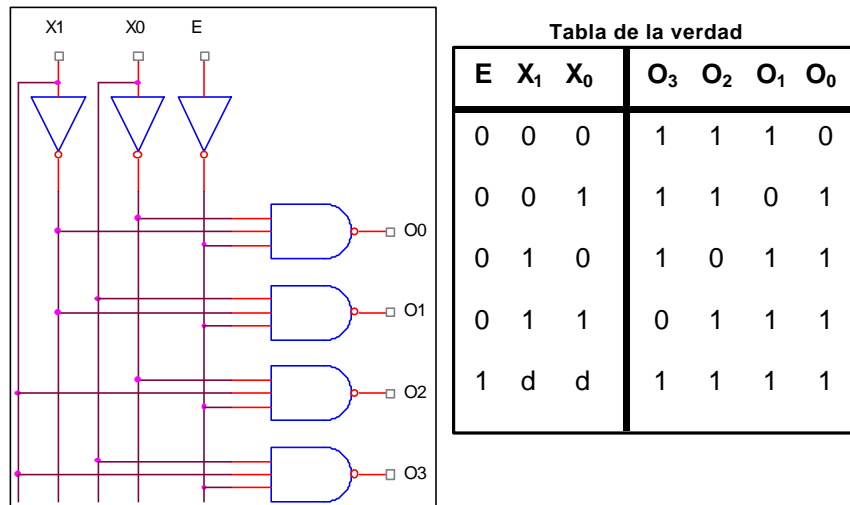 X1 X0 E
O0
O1
O2
O3
Tabla de la verdad
E X₁ X₀ O₃ O₂ O₁ O₀
0 0 0 1 1 1 0
0 0 1 1 1 0 1
0 1 0 1 0 1 1
0 1 1 0 1 1 1
1 d d 1 1 1 1